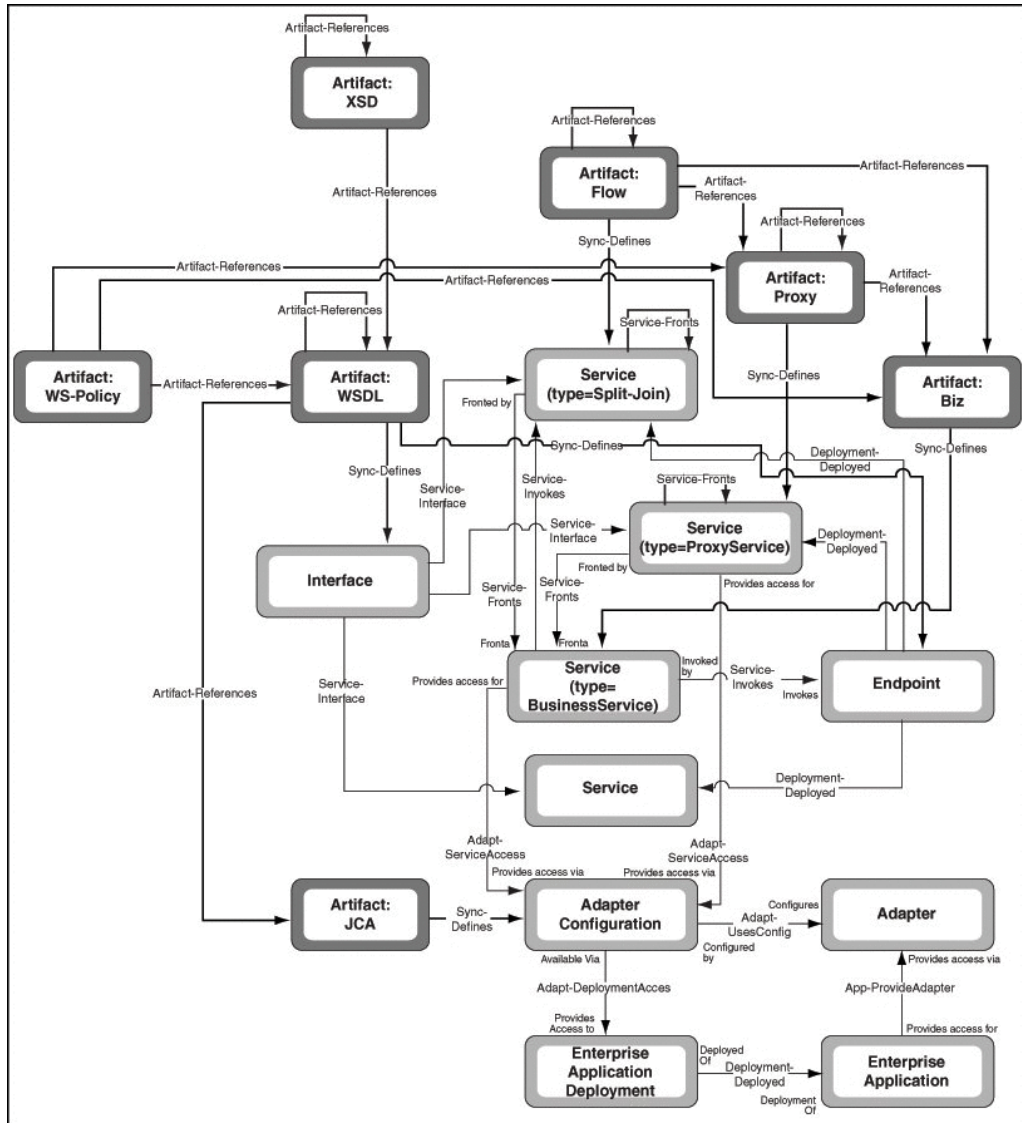 Artifact-References
Artifact:
XSD
Artifact-References
Artifact:
Flow
Artifact-References
Artifact-
References
Artifact-References
Artifact-References
Sync-Defines
Artifact-References
Artifact-References
Artifact:
Proxy
Artifact-
References
Artifact-References
Service-Fronts
Artifact:
WS-Policy
Artifact-References
Artifact:
WSDL
Service
(type=Split-Join)
Sync-Defines
Artifact:
Biz
Fronted by
Sync-Defines
Sync-Defines
Deployment-
Deployed
Sync-Defines
Service-
Interface
Service-
Invokes
Service-Fronts
Service-
Interface
Service
(type=ProxyService)
Deployment-
Deployed
Interface
Fronted by
Provides access for
Service-
Fronts
Service-
Fronts
Fronta
Fronta
Artifact-References
Service-
Interface
Provides access for
Service
(type=
BusinessService)
Invoked
by
Service-
Invokes
Invokes
Endpoint
Service
Deployment-
Deployed
Adapt-
ServiceAccess
Adapt-
ServiceAccess
Provides access via
Provides access via
Artifact:
JCA
Sync-
Defines
Adapter
Configuration
Configures
Adapt-
UsesConfig
Adapter
Available Via
Configured
by
Provides access via
Adapt-DeploymentAcces
App-ProvideAdapter
Provides
Access to
Provides access for
Enterprise
Application
Deployment
Deployed
Of
Deployment-
Deployed
Enterprise
Application
Deployment
Of